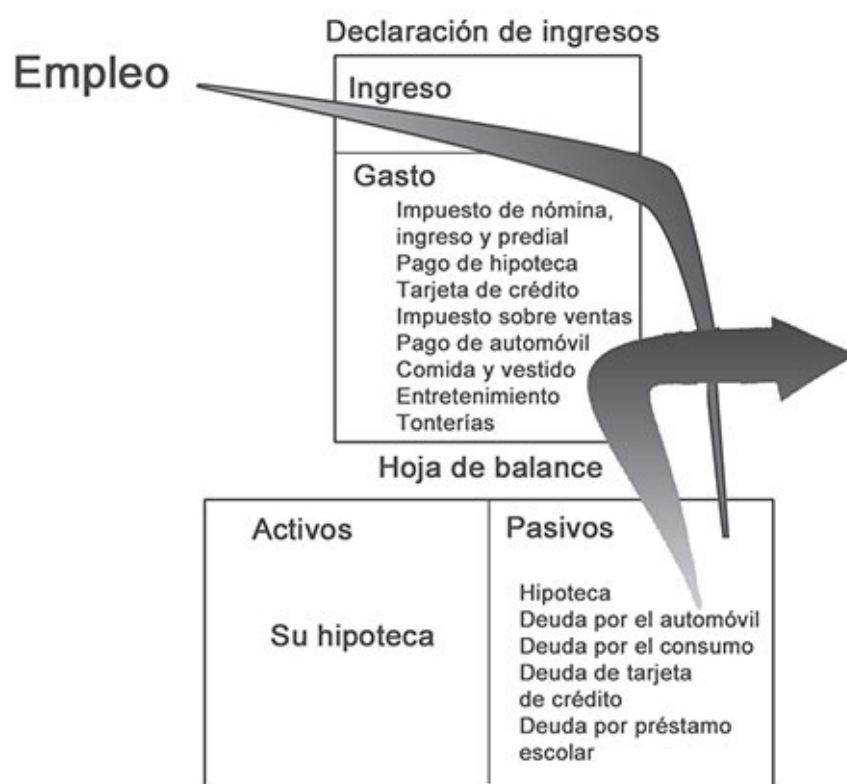 Declaración de ingresos
Empleo
Ingreso
Gasto
Impuesto de nómina,
ingreso y predial
Pago de hipoteca
Tarjeta de crédito
Impuesto sobre ventas
Pago de automóvil
Comida y vestido
Entretenimiento
Tonterías
Hoja de balance
Activos
Su hipoteca
Pasivos
Hipoteca
Deuda por el automóvil
Deuda por el consumo
Deuda de tarjeta
de crédito
Deuda por préstamo
escolar